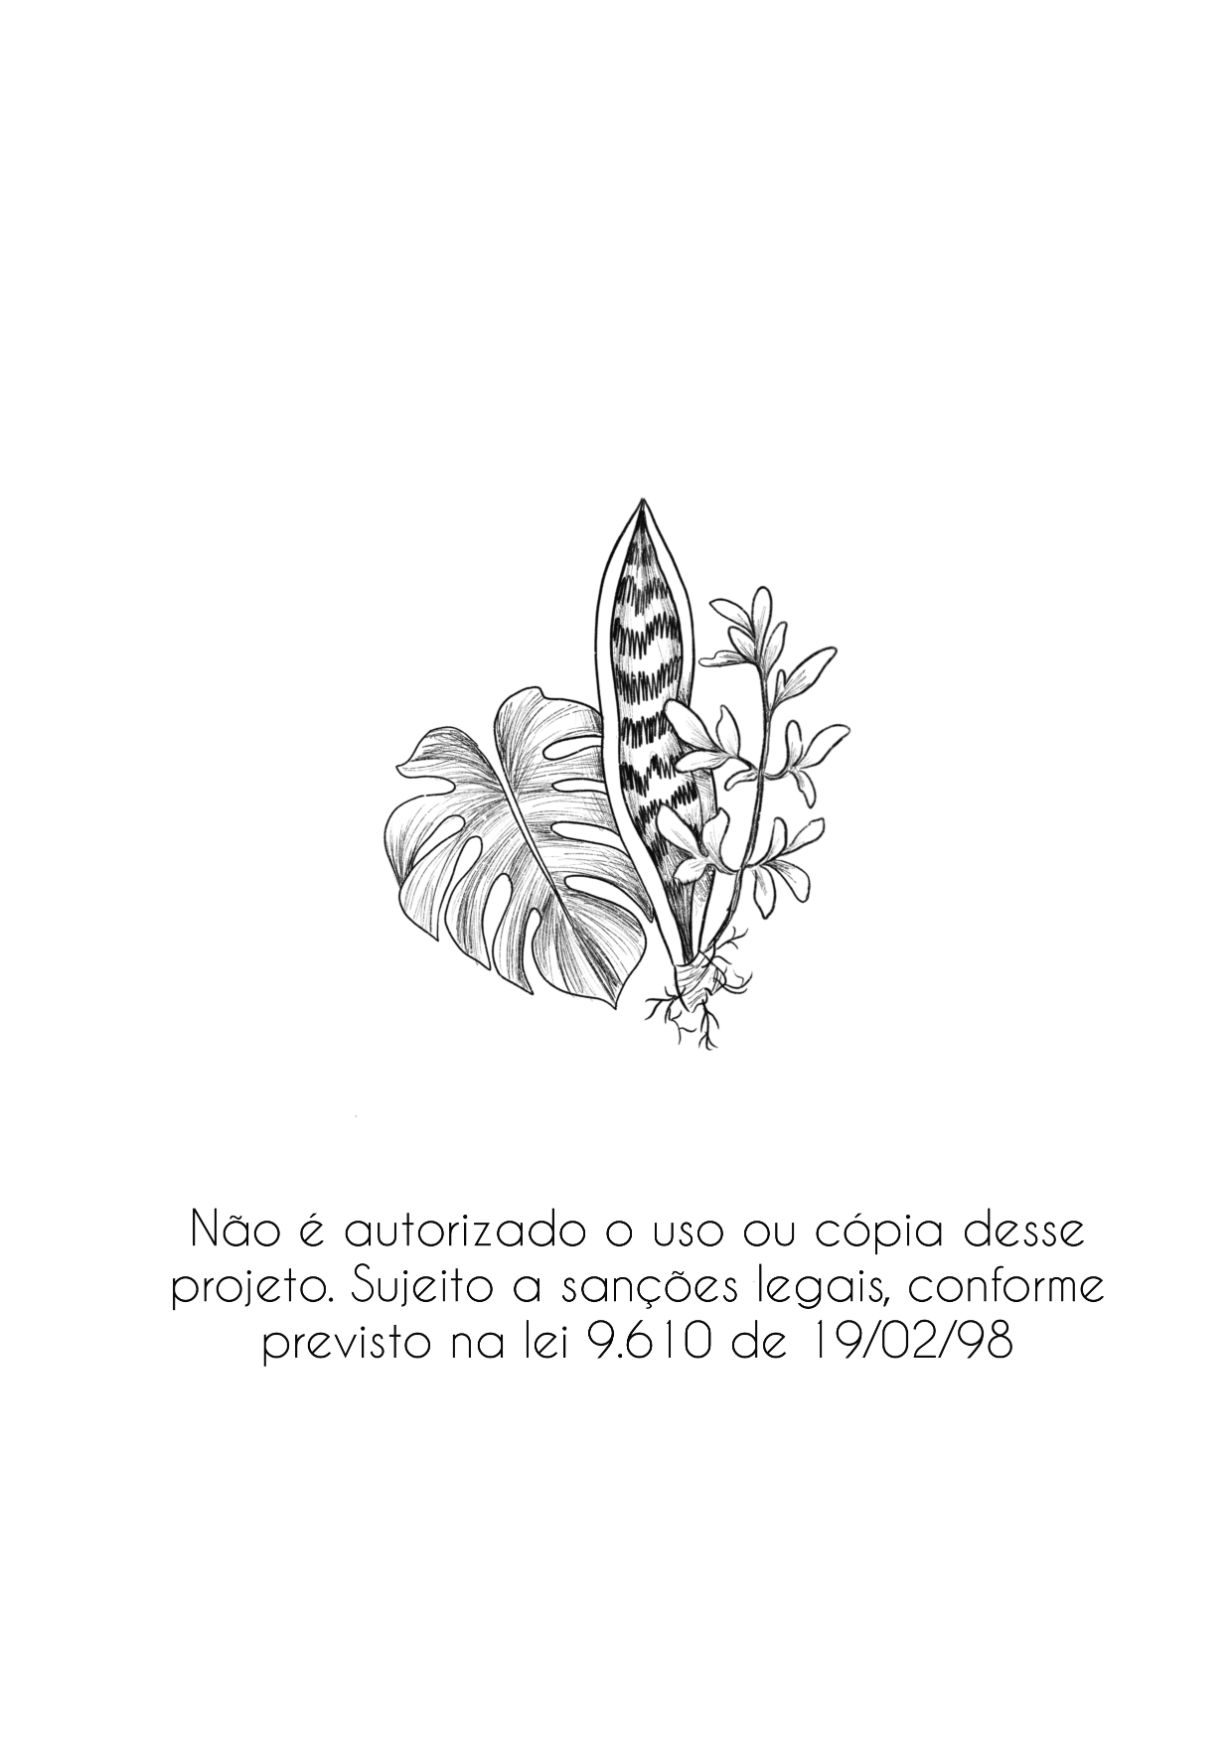 Não é autorizado o uso ou cópia desse
projeto. Sujeito a sanções legais, conforme
previsto na lei 9.610 de 19/02/98